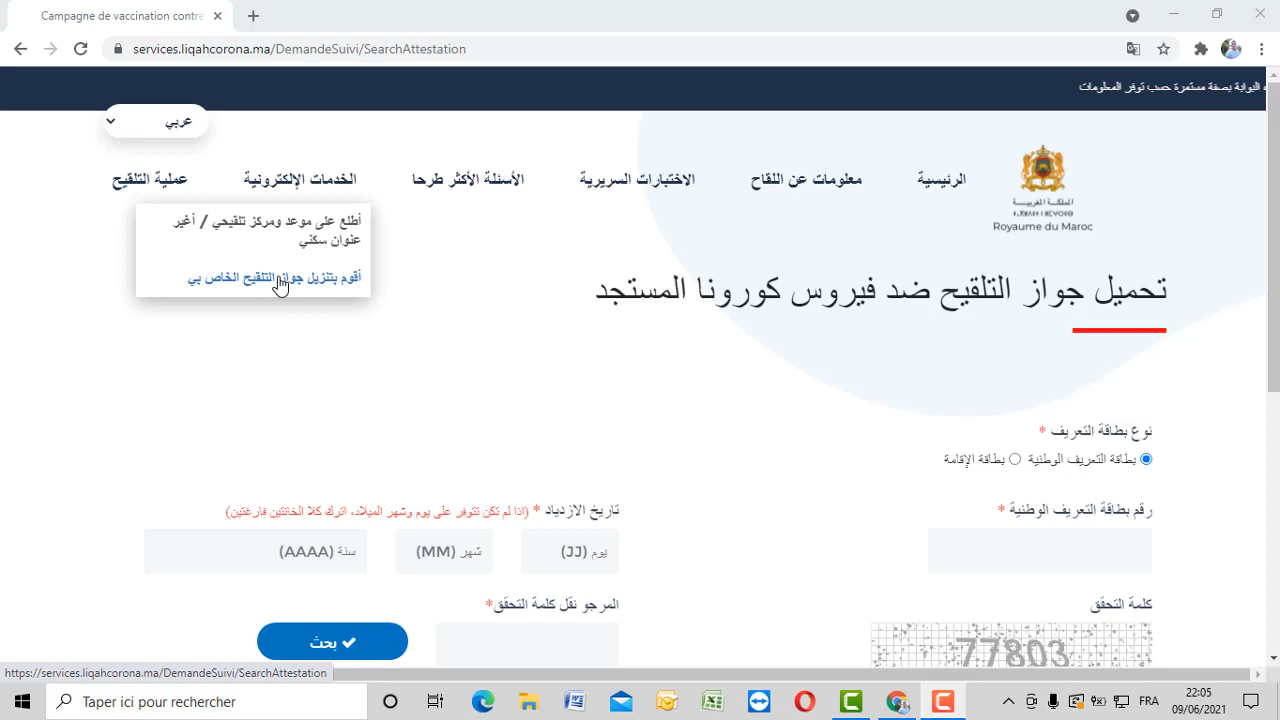 Campagne de vaccination contre
services.liqahcorona.ma/DemandeSuivi/SearchAttestation
البوابة بصفة مستمرة حسب توفر المعلومات
عربي
الرئيسية
معلومات عن اللقاح
الاختبارات السريرية
الأسئلة الأكثر طرحا
الخدمات الإلكترونية
عملية التلقيح
المملكة المغربية
Royaume du Maroc
أطلع على موعد ومركز تلقيحي / أغير
عنوان سكني
أقوم بتنزيل جواز التلقيح الخاص بي
تحميل جواز التلقيح ضد فيروس كورونا المستجد
نوع بطاقة التعريف *
بطاقة التعريف الوطنية
بطاقة الإقامة
رقم بطاقة التعريف الوطنية *
تاريخ الازدياد * (اذا لم تكن تتوفر على يوم وشهر الميلاد، اترك كلا الخانتين فارغتين)
يوم (JJ)
شهر (MM)
سنة (AAAA)
كلمة التحقق
المرجو نقل كلمة التحقق*
77803
بحث
https://services.liqahcorona.ma/DemandeSuivi/SearchAttestation
Taper ici pour rechercher
FRA
22:05
09/06/2021